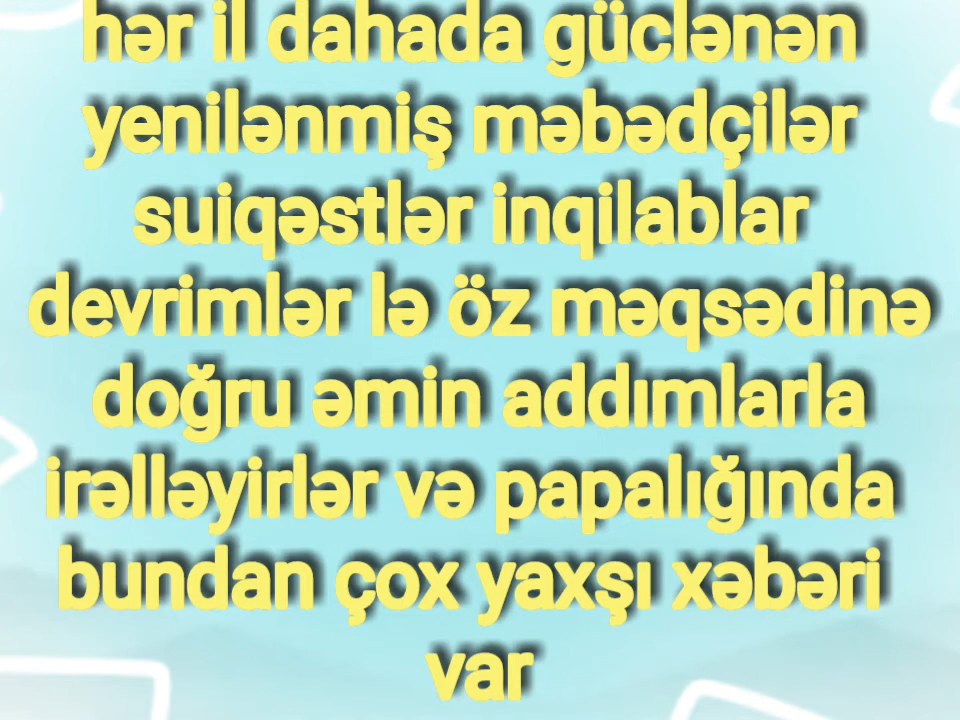 hər il dahada güclənən
yenilənmiş məbədçilər
suiqəstlər inqilablar
devrimlər lə öz məqsədinə
doğru əmin addımlarla
irəlləyirlər və papalığında
bundan çox yaxşı xəbəri
var